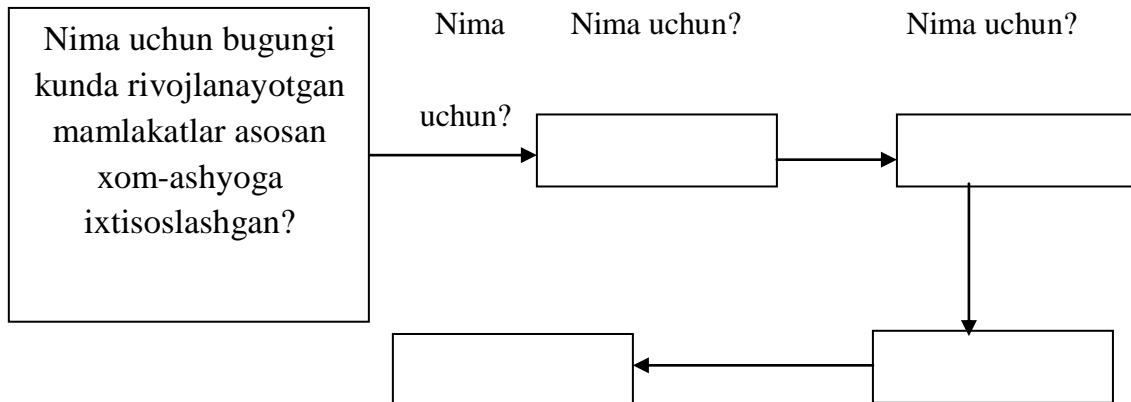 Nima uchun bugungi
kunda rivojlanayotgan
mamlakatlar asosan
xom-ashyoga
ixtisoslashgan?
Nima
uchun?
Nima uchun?
Nima uchun?